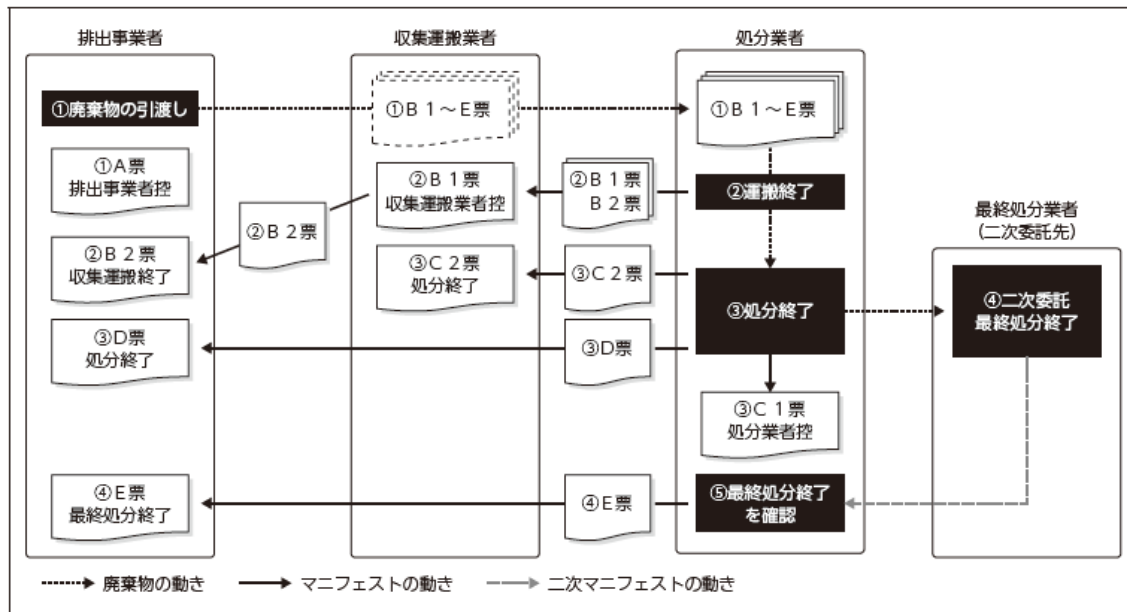 排出事業者
収集運搬業者
処分業者
①廃棄物の引渡し
①B1～E票
①B1～E票
①A票
排出事業者控
②B1票
収集運搬業者控
②B1票
B2票
②運搬終了
②B2票
②B2票
収集運搬終了
最終処分業者
(二次委託先)
③C2票
処分終了
③C2票
③処分終了
④二次委託
最終処分終了
③D票
処分終了
③D票
③C1票
処分業者控
④E票
最終処分終了
④E票
⑤最終処分終了
を確認
廃棄物の動き
マニフェストの動き
二次マニフェストの動き